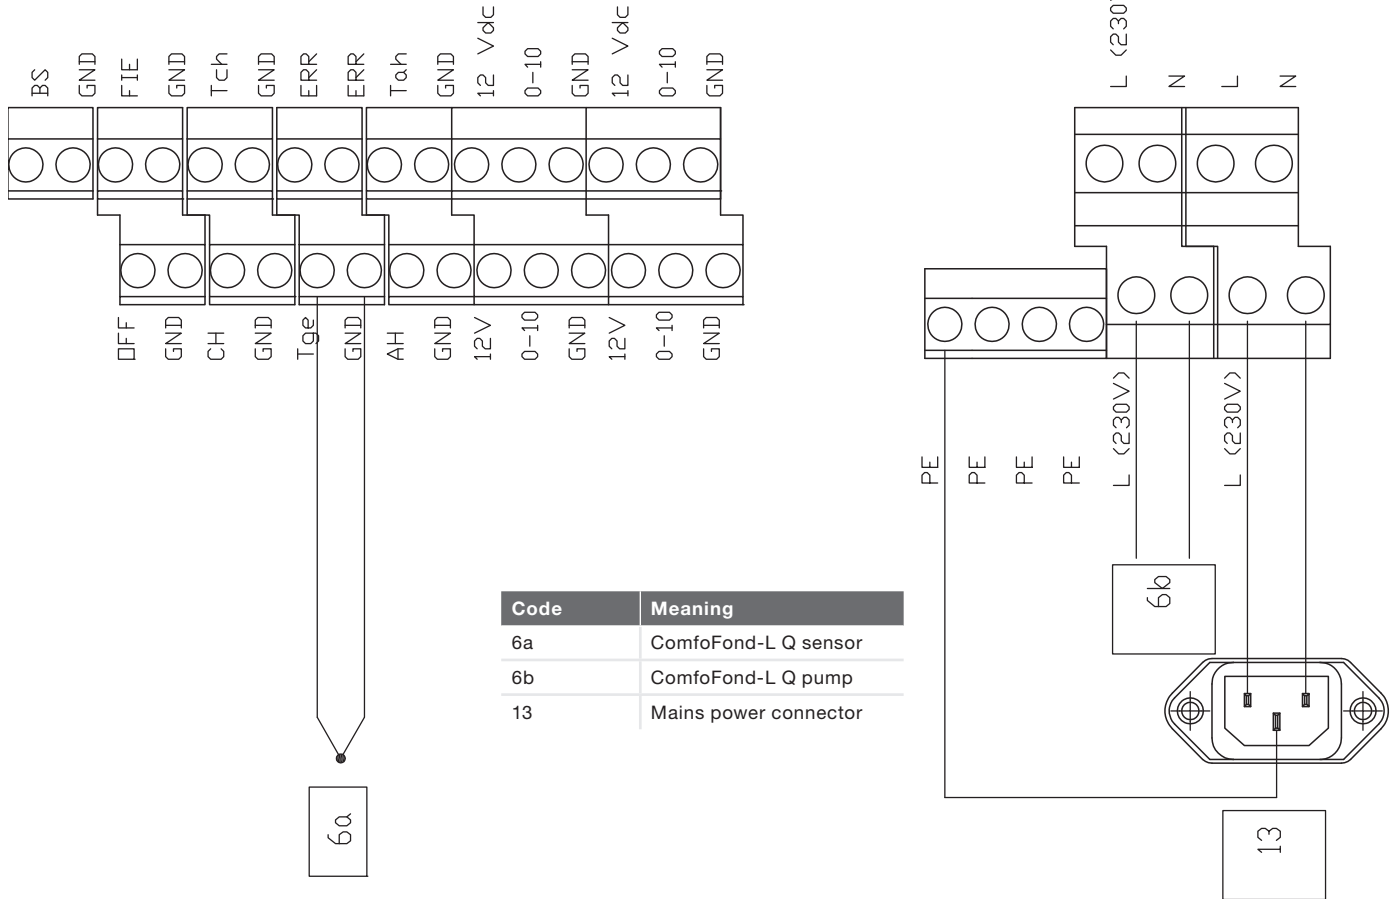 BS
GND
FIE
GND
Tch
GND
ERR
ERR
Tah
GND
12 Vdc
0-10
GND
12 Vdc
0-10
GND
OFF
GND
CH
GND
Tge
GND
AH
GND
12V
0-10
GND
12V
0-10
GND
L (230
N
L
N
PE
PE
PE
PE
L (230V)
L (230V)
6b
Code Meaning
6a ComfoFond-L Q sensor
6b ComfoFond-L Q pump
13 Mains power connector
6a
13